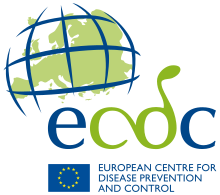 ecdc
EUROPEAN CENTRE FOR
DISEASE PREVENTION
AND CONTROL